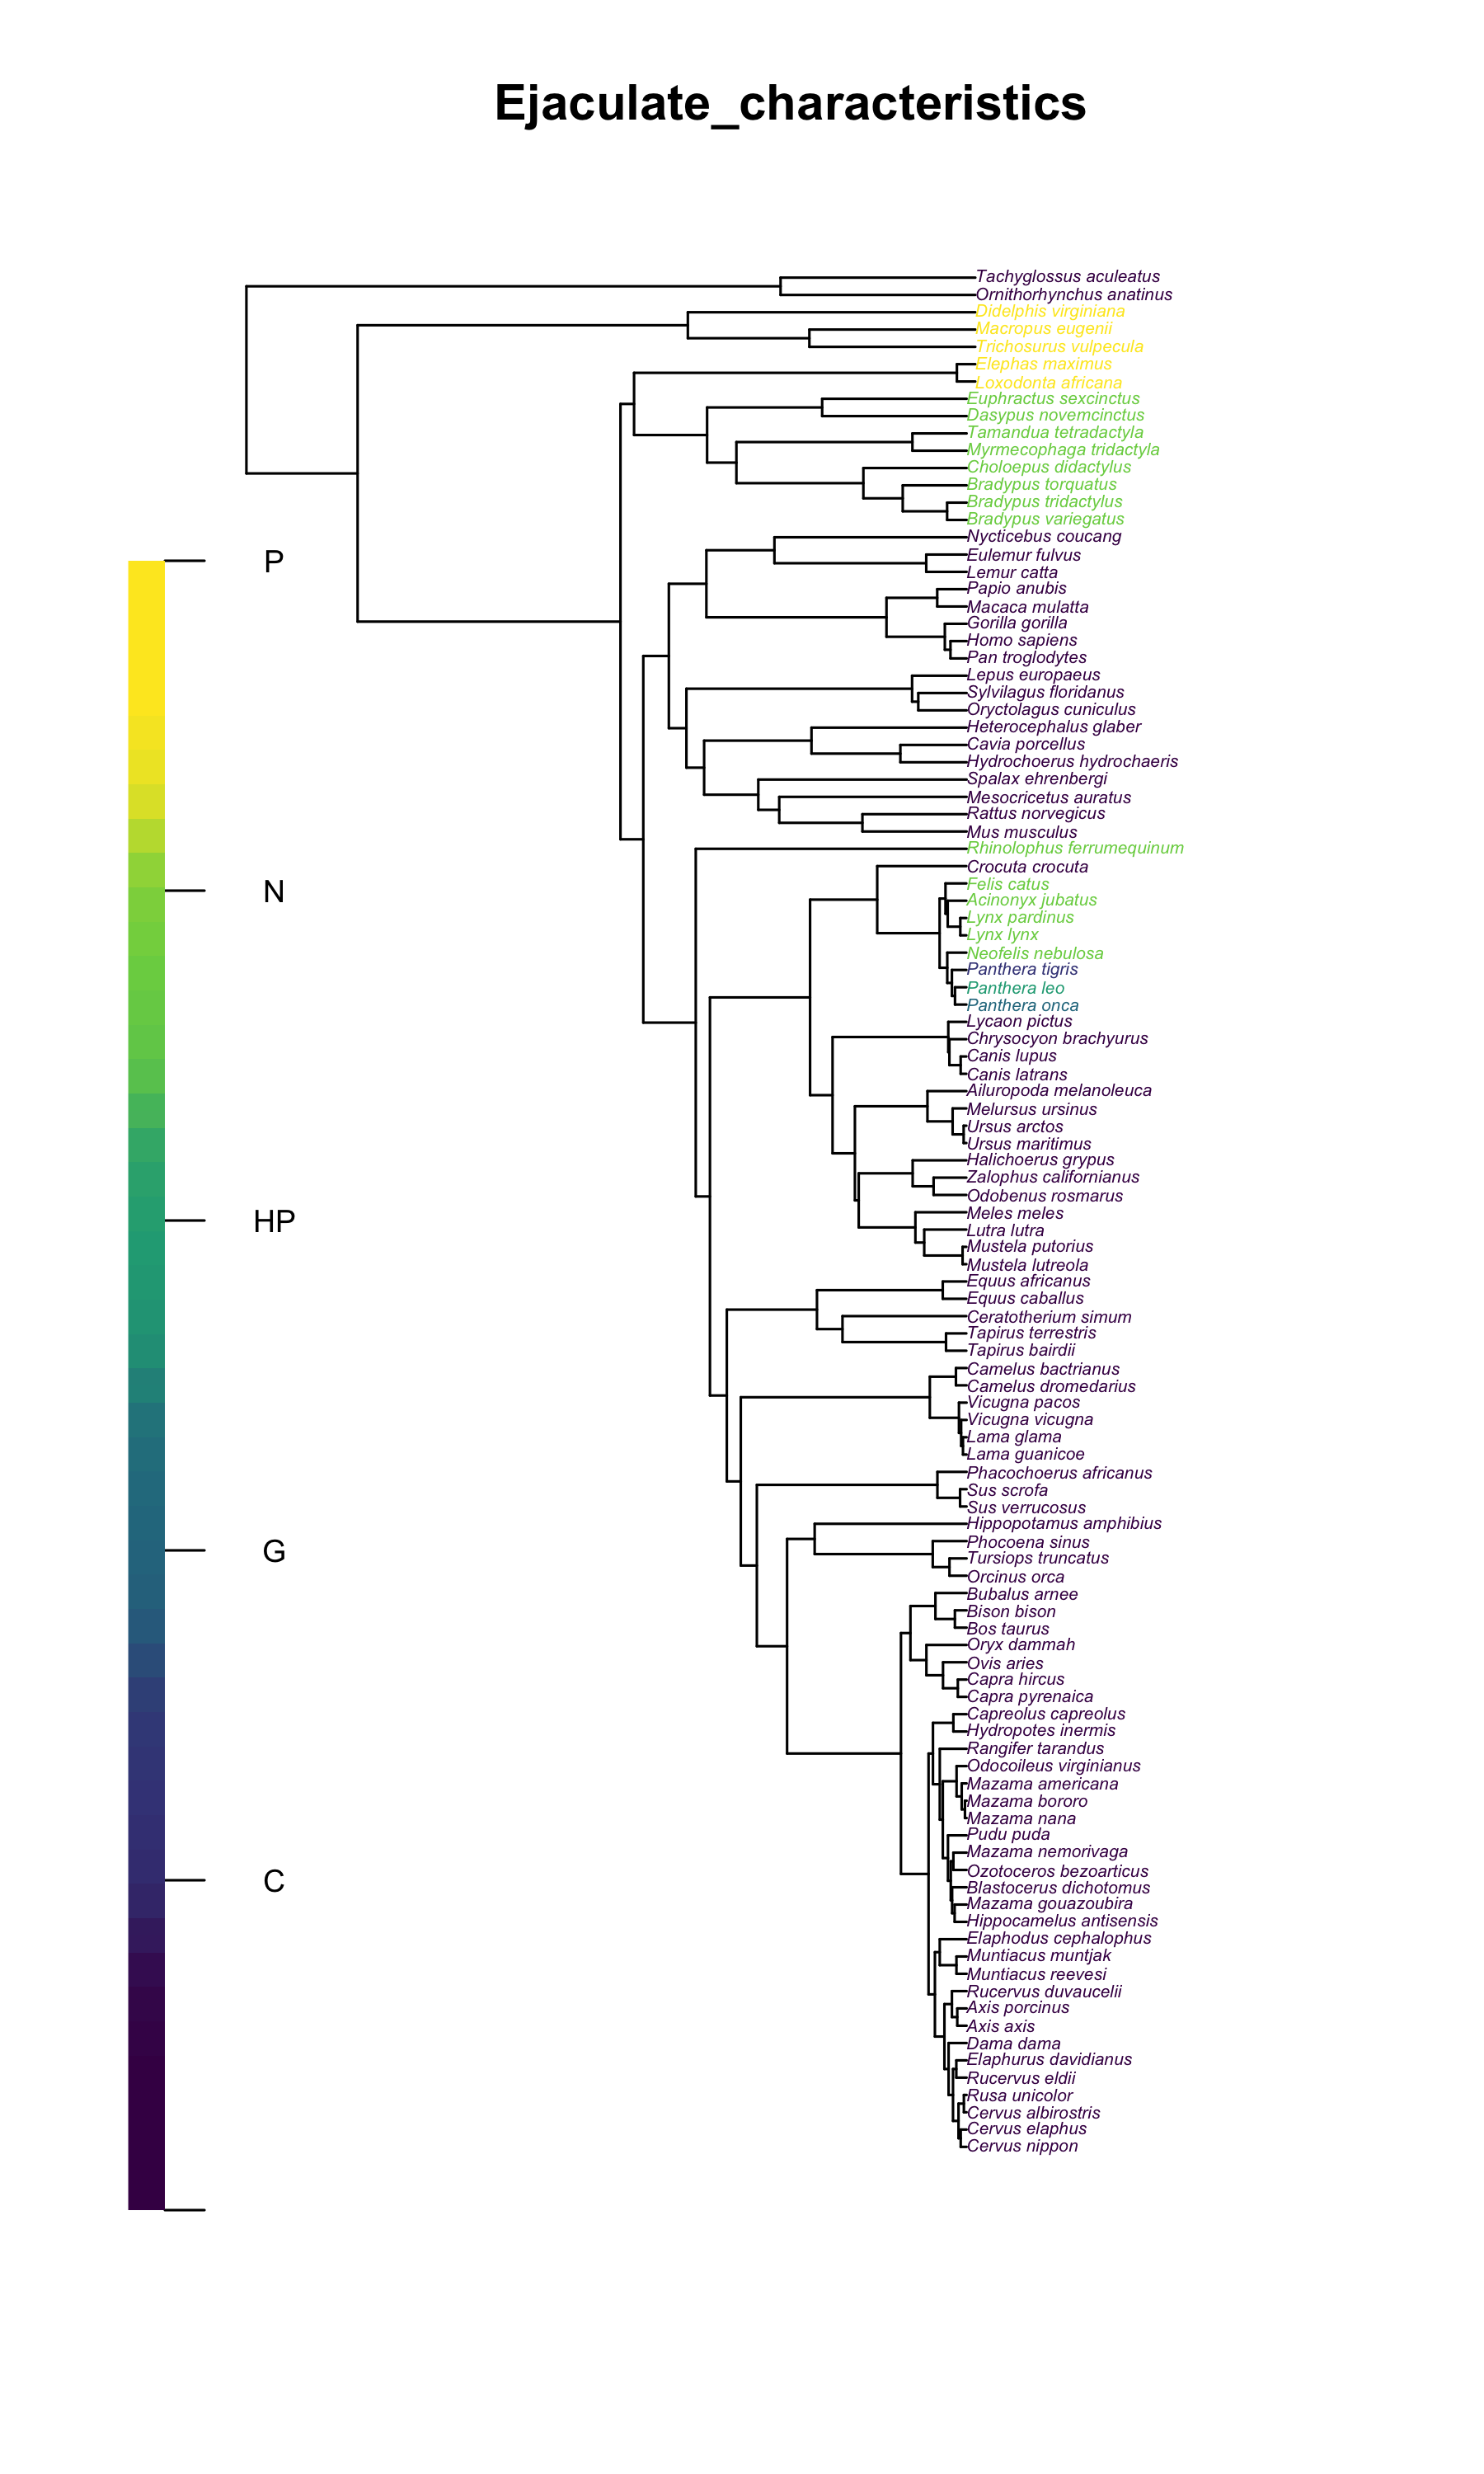 Ejaculate_characteristics
Tachyglossus aculeatus
Ornithorhynchus anatinus
Didelphis virginiana
Macropus eugenii
Trichosurus vulpecula
Elephas maximus
Loxodonta africana
Euphractus sexcinctus
Dasypus novemcinctus
Tamandua tetradactyla
Myrmecophaga tridactyla
Choloepus didactylus
Bradypus torquatus
Bradypus tridactylus
Bradypus variegatus
Nycticebus coucang
Eulemur fulvus
Lemur catta
Papio anubis
Macaca mulatta
Gorilla gorilla
Homo sapiens
Pan troglodytes
Lepus europaeus
Sylvilagus floridanus
Oryctolagus cuniculus
Heterocephalus glaber
Cavia porcellus
Hydrochoerus hydrochaeris
Spalax ehrenbergi
Mesocricetus auratus
Rattus norvegicus
Mus musculus
Rhinolophus ferrumequinum
Crocuta crocuta
Felis catus
Acinonyx jubatus
Lynx pardinus
Lynx lynx
Neofelis nebulosa
Panthera tigris
Panthera leo
Panthera onca
Lycaon pictus
Chrysocyon brachyurus
Canis lupus
Canis latrans
Ailuropoda melanoleuca
Melursus ursinus
Ursus arctos
Ursus maritimus
Halichoerus grypus
Zalophus californianus
Odobenus rosmarus
Meles meles
Lutra lutra
Mustela putorius
Mustela lutreola
Equus africanus
Equus caballus
Ceratotherium simum
Tapirus terrestris
Tapirus bairdii
Camelus bactrianus
Camelus dromedarius
Vicugna pacos
Vicugna vicugna
Lama glama
Lama guanicoe
Phacochoerus africanus
Sus scrofa
Sus verrucosus
Hippopotamus amphibius
Phocoena sinus
Tursiops truncatus
Orcinus orca
Bubalus arnee
Bison bison
Bos taurus
Oryx dammah
Ovis aries
Capra hircus
Capra pyrenaica
Capreolus capreolus
Hydropotes inermis
Rangifer tarandus
Odocoileus virginianus
Mazama americana
Mazama bororo
Mazama nana
Pudu puda
Mazama nemorivaga
Ozotoceros bezoarticus
Blastocerus dichotomus
Mazama gouazoubira
Hippocamelus antisensis
Elaphodus cephalophus
Muntiacus muntjak
Muntiacus reevesi
Rucervus duvaucelii
Axis porcinus
Axis axis
Dama dama
Elaphurus davidianus
Rucervus eldii
Rusa unicolor
Cervus albirostris
Cervus elaphus
Cervus nippon
P
N
HP
G
C